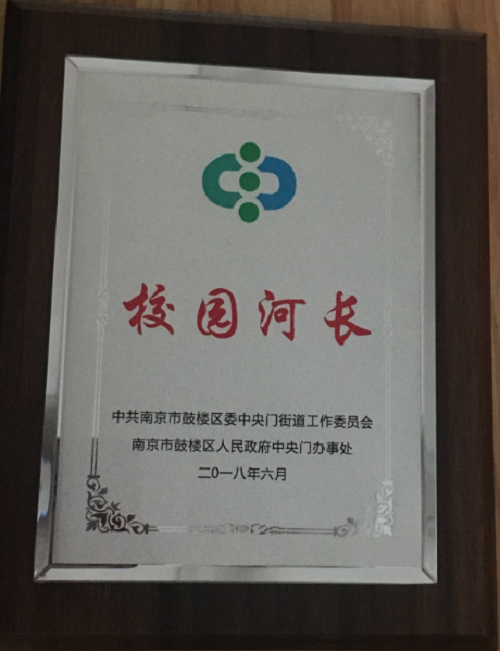 校园河长
中共南京市鼓楼区委中央门街道工作委员会
南京市鼓楼区人民政府中央门办事处
二0一八年六月